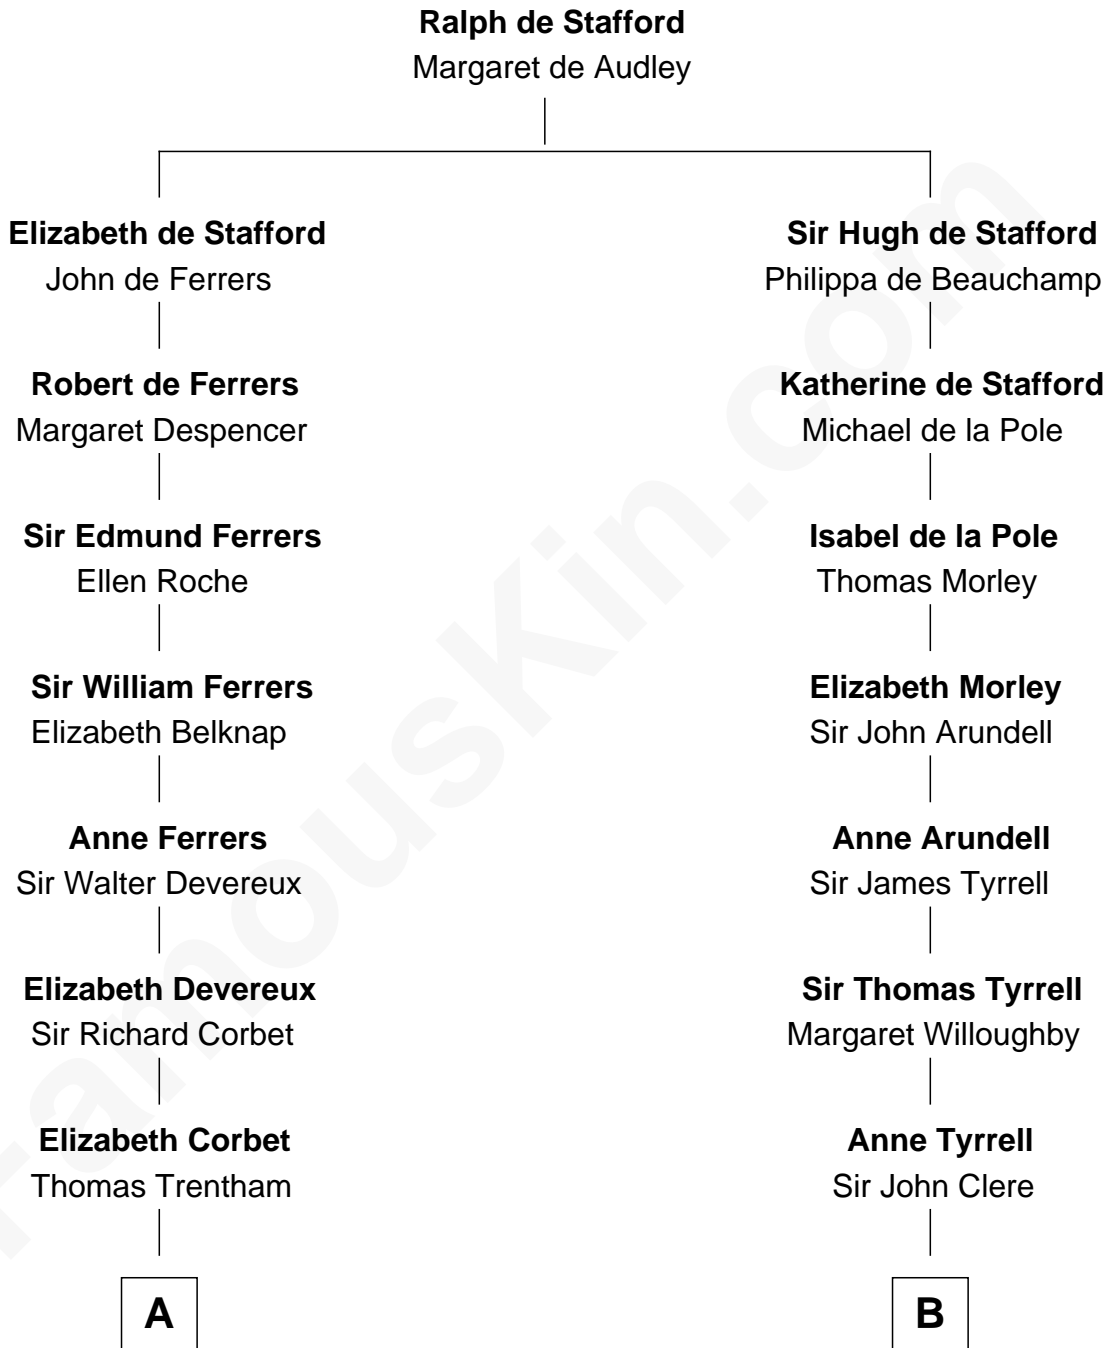 Ralph de Stafford
Margaret de Audley
Elizabeth de Stafford
John de Ferrers
Sir Hugh de Stafford
Philippa de Beauchamp
Robert de Ferrers
Margaret Despencer
Katherine de Stafford
Michael de la Pole
Sir Edmund Ferrers
Ellen Roche
Isabel de la Pole
Thomas Morley
Sir William Ferrers
Elizabeth Belknap
Elizabeth Morley
Sir John Arundell
Anne Ferrers
Sir Walter Devereux
Anne Arundell
Sir James Tyrrell
Elizabeth Devereux
Sir Richard Corbet
Sir Thomas Tyrrell
Margaret Willoughby
Elizabeth Corbet
Thomas Trentham
Anne Tyrrell
Sir John Clere
A
B
FamousKin.com